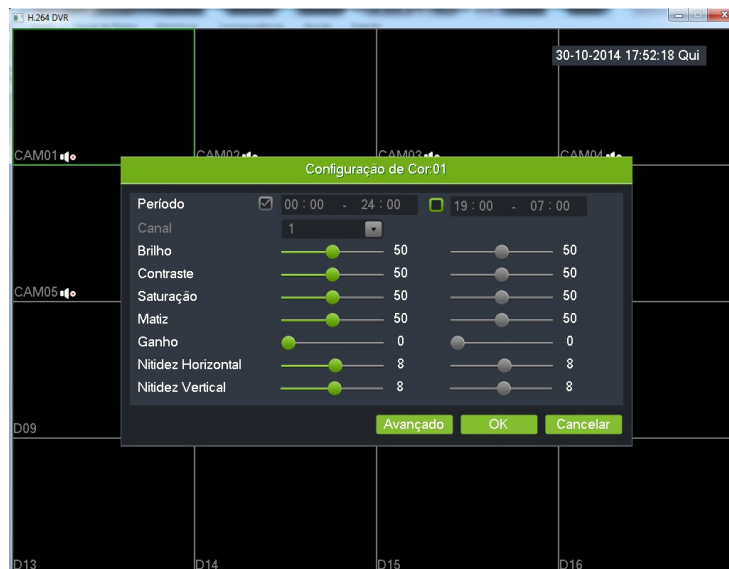 H.264 DVR
30-10-2014 17:52:18 Qui
CAM01
CAM02
CAM03
CAM04
Configuração de Cor:01
Período 00:00 - 24:00 19:00 - 07:00
Canal 1
Brilho 50 50
Contraste 50 50
CAM05
Saturação 50 50
Matiz 50 50
Ganho 0 0
Nitidez Horizontal 8 8
Nitidez Vertical 8 8
Avançado OK Cancelar
D09
D13 D14 D15 D16